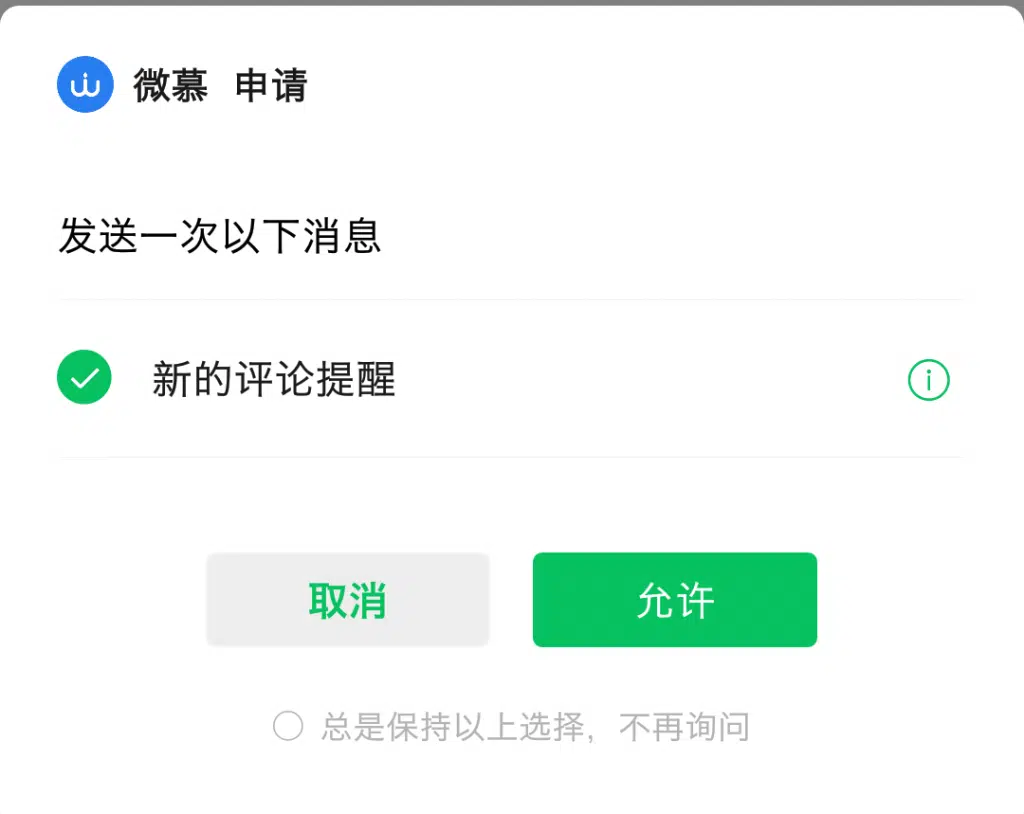 微慕 申请
发送一次以下消息
新的评论提醒
取消
允许
总是保持以上选择，不再询问